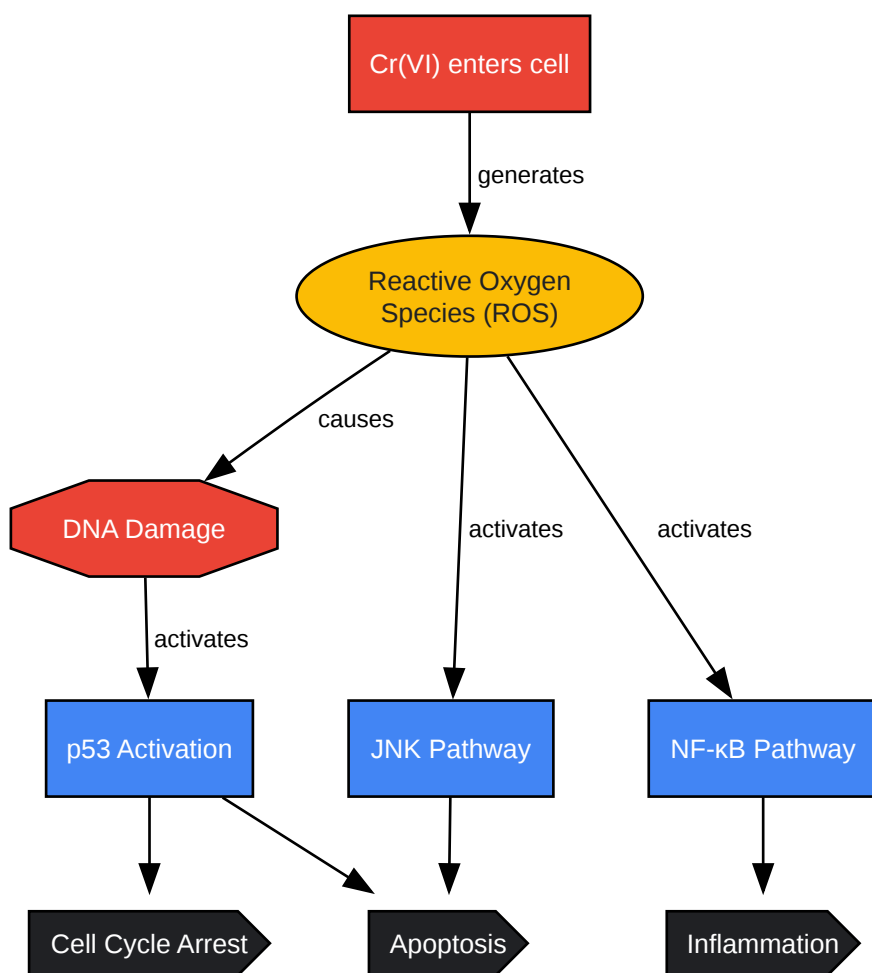 Cr(VI) enters cell
generates
Reactive Oxygen
Species (ROS)
causes
activates
activates
DNA Damage
activates
p53 Activation
JNK Pathway
NF-κB Pathway
Cell Cycle Arrest
Apoptosis
Inflammation